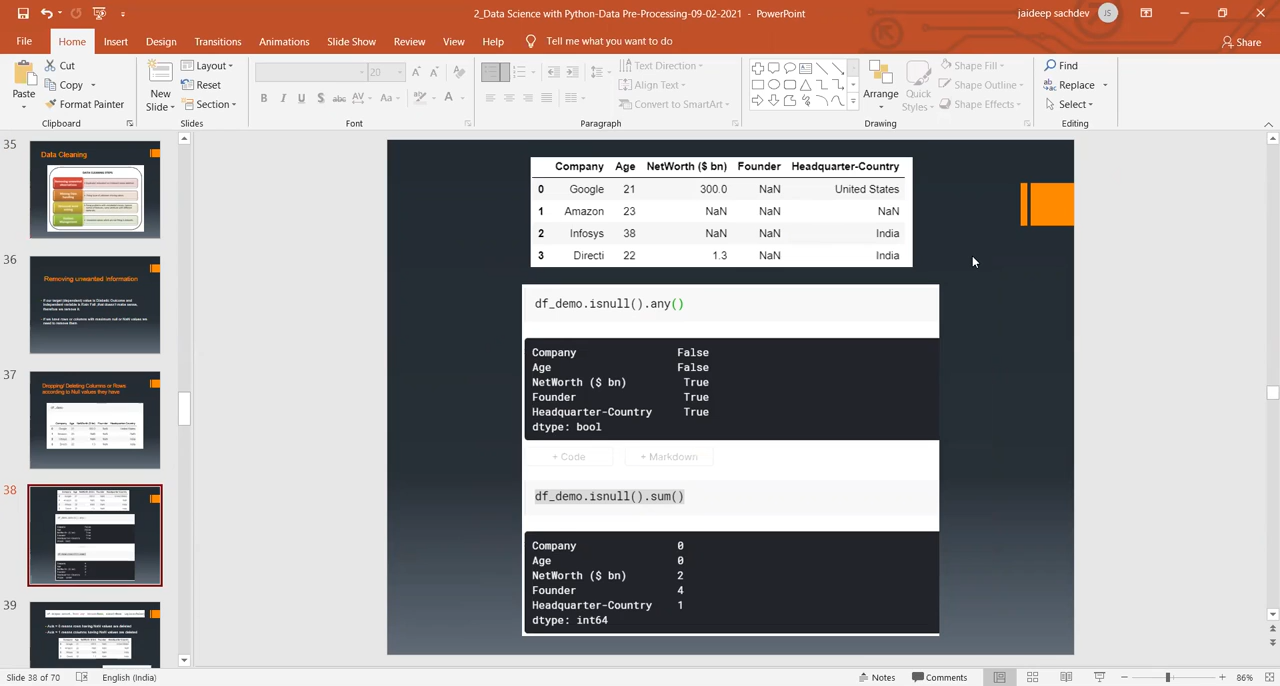 2_Data Science with Python-Data Pre-Processing-09-02-2021 - PowerPoint
jaideep sachdev JS
File Home Insert Design Transitions Animations Slide Show Review View Help Tell me what you want to do Share
Paste
Cut
Copy
Format Painter
Clipboard
New Slide
Layout
Reset
Section
Slides
20
B I U S abc AV Aa
Font
Text Direction
Align Text
Convert to SmartArt
Paragraph
Arrange
Quick Styles
Shape Fill
Shape Outline
Shape Effects
Drawing
Find
Replace
Select
Editing
35
Data Cleaning
36
Removing unwanted Information
37
Dropping/ Deleting Columns or Rows
according to Null values they have
38
39
Company Age NetWorth ($ bn) Founder Headquarter-Country
0 Google 21 300.0 NaN United States
1 Amazon 23 NaN NaN NaN
2 Infosys 38 NaN NaN India
3 Directi 22 1.3 NaN India
df_demo.isnull().any()
Company False
Age False
NetWorth ($ bn) True
Founder True
Headquarter-Country True
dtype: bool
+ Code + Markdown
df_demo.isnull().sum()
Company 0
Age 0
NetWorth ($ bn) 2
Founder 4
Headquarter-Country 1
dtype: int64
Slide 38 of 70 English (India) Notes Comments 86%